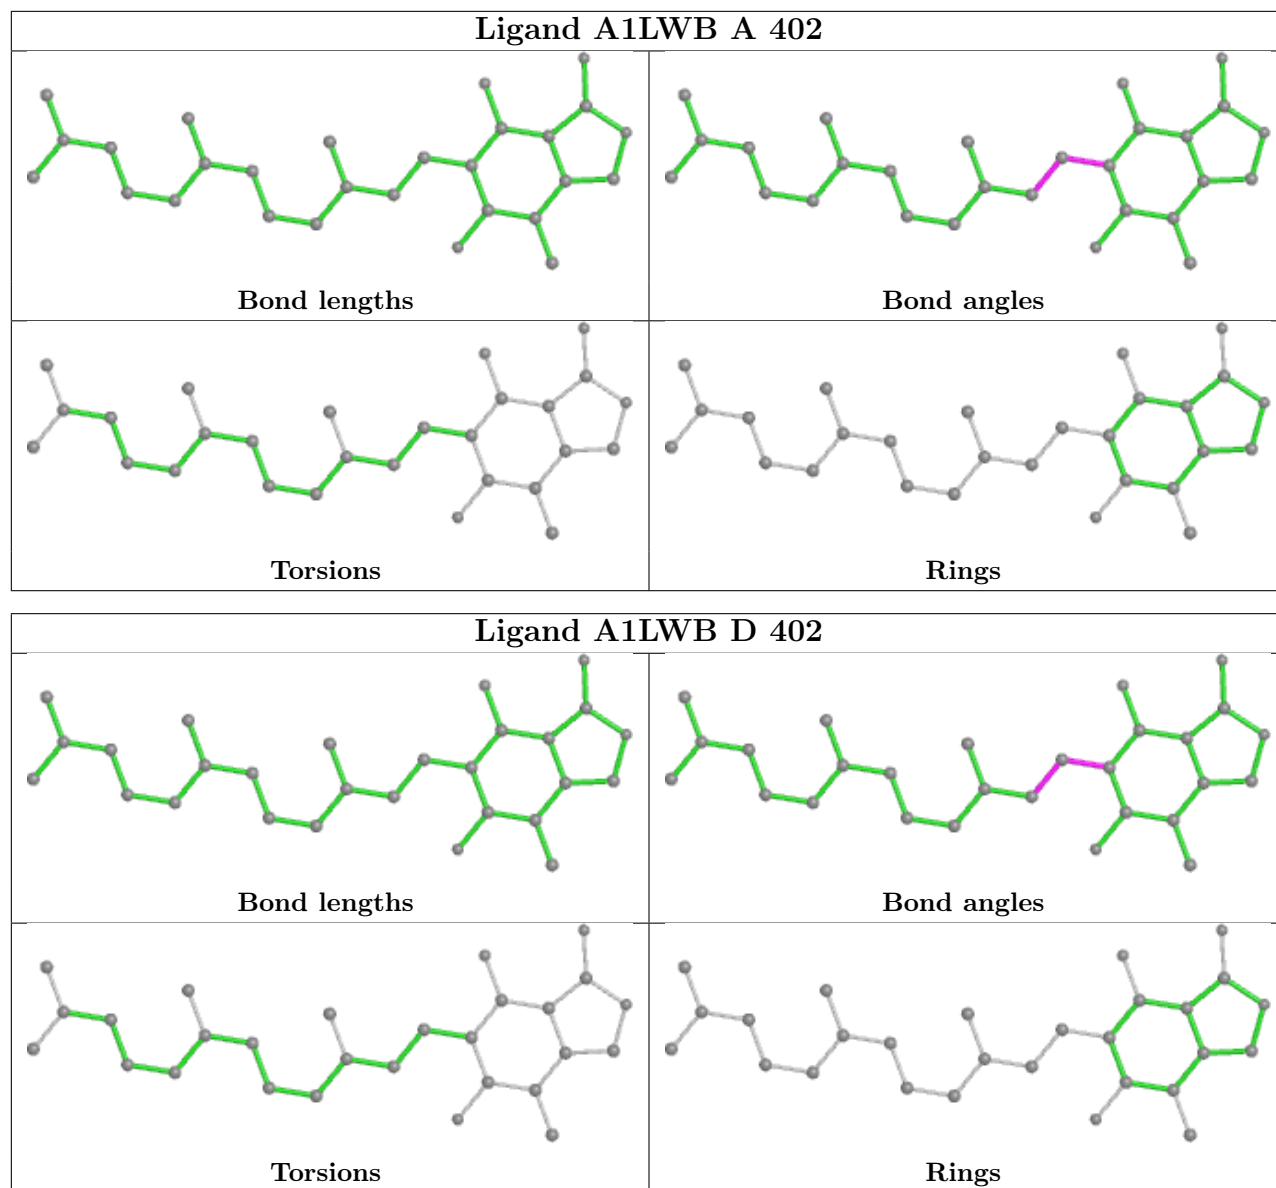 Ligand A1LWB A 402
Bond lengths
Bond angles
Torsions
Rings
Ligand A1LWB D 402
Bond lengths
Bond angles
Torsions
Rings